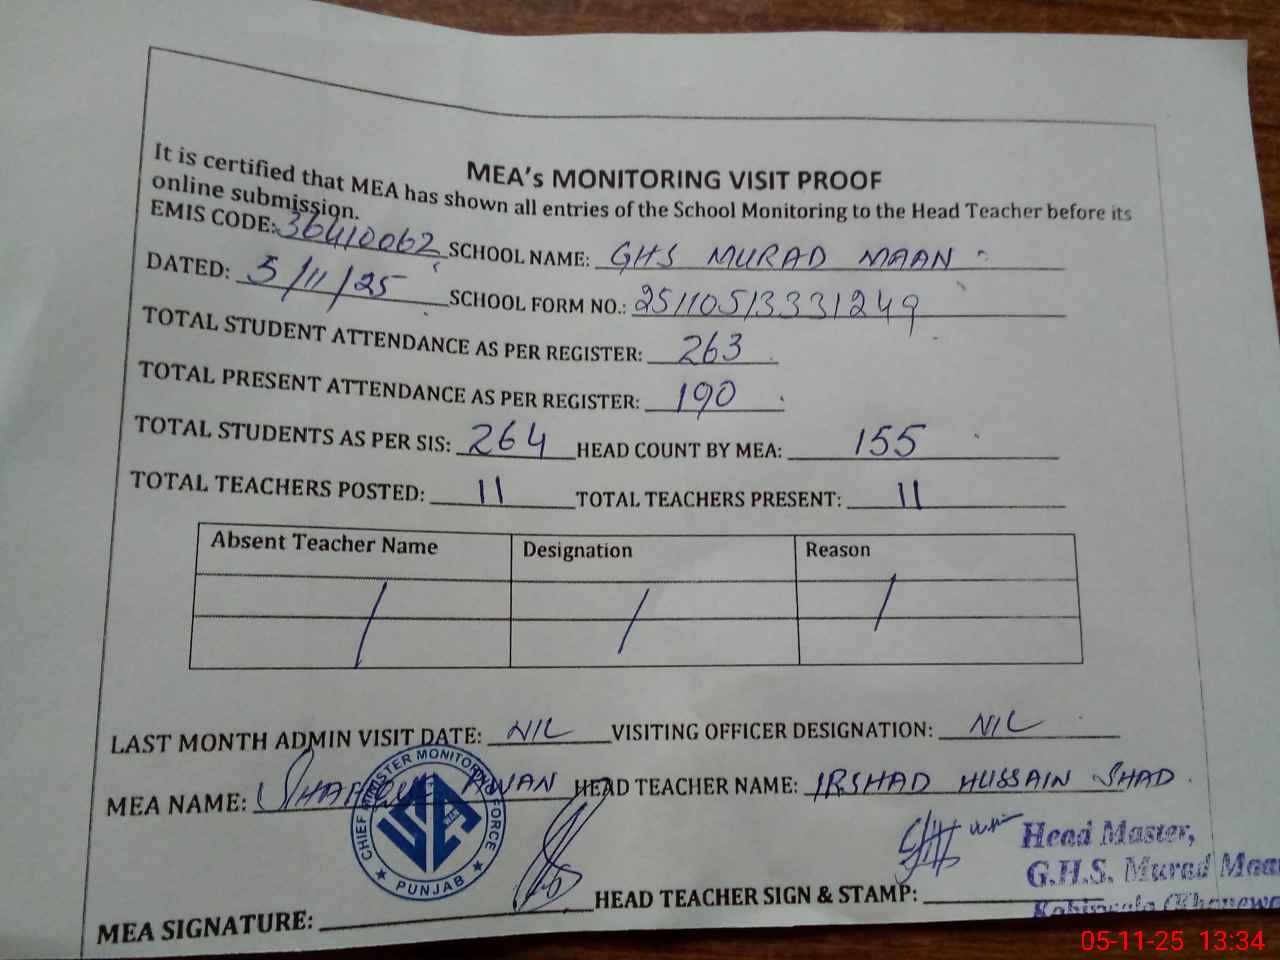 MEA's MONITORING VISIT PROOF
It is certified that MEA has shown all entries of the School Monitoring to the Head Teacher before its
online submission.
EMIS CODE: 36410062 SCHOOL NAME: GHS MURAD MAAN
DATED: 5/11/25 SCHOOL FORM NO.: 251105133331249
TOTAL STUDENT ATTENDANCE AS PER REGISTER: 263
TOTAL PRESENT ATTENDANCE AS PER REGISTER: 190
TOTAL STUDENTS AS PER SIS: 264 HEAD COUNT BY MEA: 155
TOTAL TEACHERS POSTED: 11 TOTAL TEACHERS PRESENT: 11
Absent Teacher Name Designation Reason
/ / /
LAST MONTH ADMIN VISIT DATE: NIL VISITING OFFICER DESIGNATION: NIL
MEA NAME: AWAN HEAD TEACHER NAME: IRSHAD HUSSAIN SHAD
CHIEF MINISTER MONITORING FORCE
PUNJAB
Head Master,
G.H.S. Murad Maa
MEA SIGNATURE: HEAD TEACHER SIGN & STAMP:
05-11-25 13:34